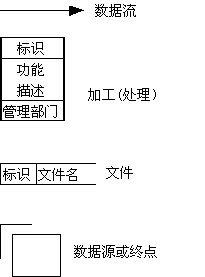 数据流
标识
功能
描述
管理部门
加工(处理)
标识 文件名 文件
数据源或终点